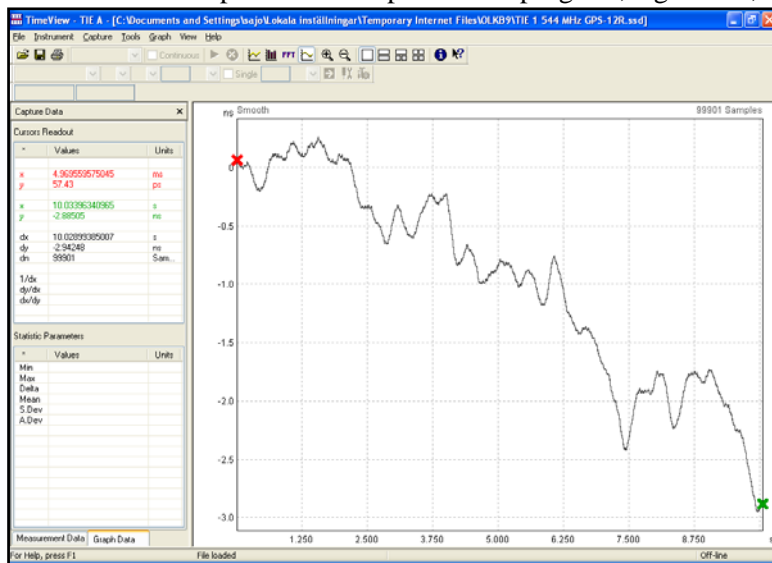 TimeView - TIE A - [C:\Documents and Settings\sajo\Lokala inställningar\Temporary Internet Files\OLKB9\TIE 1 544 MHz GPS-12R.ssd]
File Instrument Capture Tools Graph View Help
Continuous FFT
Single
Capture Data
Cursors Readout
* Values Units
x 4.969559575045 ms
y 57.43 ps
x 10.03396340965 s
y -2.88505 ns
dx 10.02899385007 s
dy -2.94248 ns
dn 99901 Sam...
1/dx
dy/dx
dx/dy
Statistic Parameters
* Values Units
Min
Max
Delta
Mean
S.Dev
A.Dev
Measurement Data Graph Data
ns Smooth 99901 Samples
0
-0.5
-1.0
-1.5
-2.0
-2.5
-3.0
1.250 2.500 3.750 5.000 6.250 7.500 8.750
For Help, press F1 File loaded Off-line